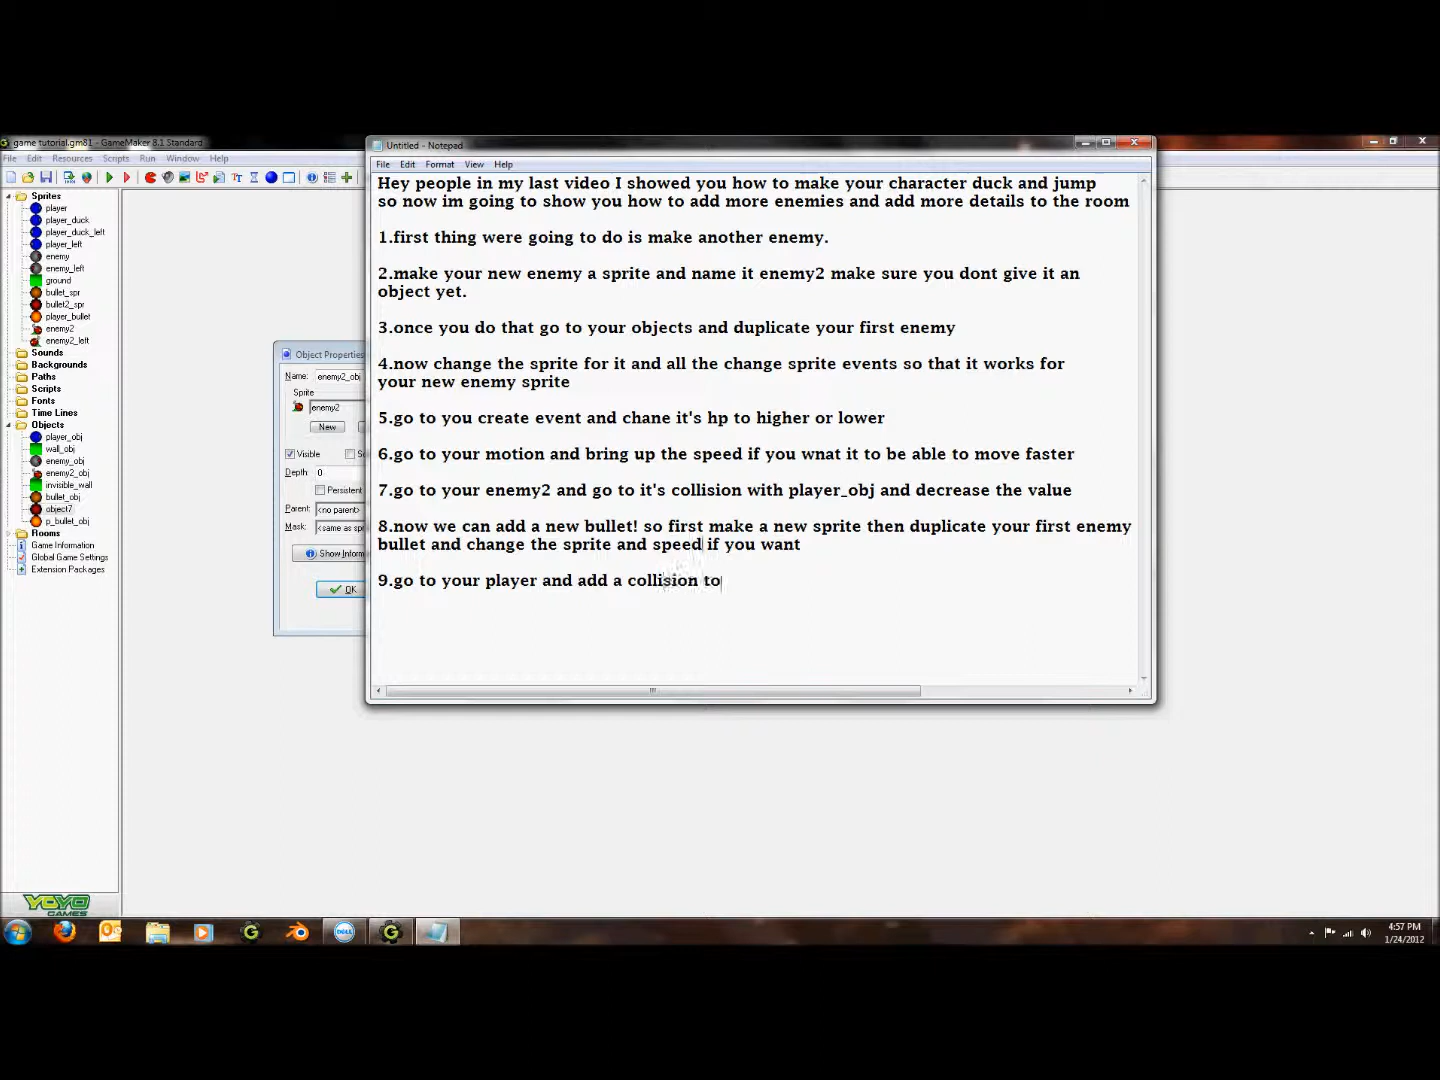 game tutorial.gm81 - GameMaker 8.1 Standard
File Edit Resources Scripts Run Window Help
Sprites
player
player_duck
player_duck_left
player_left
enemy
enemy_left
ground
bullet_spr
bullet2_spr
player_bullet
enemy2
enemy2_left
Sounds
Backgrounds
Paths
Scripts
Fonts
Time Lines
Objects
player_obj
wall_obj
enemy_obj
enemy2_obj
invisible_wall
bullet_obj
object7
p_bullet_obj
Rooms
Game Information
Global Game Settings
Extension Packages
YOYO
GAMES
Object Properties
Name: enemy2_obj
Sprite
enemy2
New
Visible
Depth: 0
Persistent
Parent: <no parent>
Mask: <same as
Show Inform
OK
Untitled - Notepad
File Edit Format View Help
Hey people in my last video I showed you how to make your character duck and jump
so now im going to show you how to add more enemies and add more details to the room
1.first thing were going to do is make another enemy.
2.make your new enemy a sprite and name it enemy2 make sure you dont give it an
object yet.
3.once you do that go to your objects and duplicate your first enemy
4.now change the sprite for it and all the change sprite events so that it works for
your new enemy sprite
5.go to you create event and chane it's hp to higher or lower
6.go to your motion and bring up the speed if you wnat it to be able to move faster
7.go to your enemy2 and go to it's collision with player_obj and decrease the value
8.now we can add a new bullet! so first make a new sprite then duplicate your first enemy
bullet and change the sprite and speed if you want
9.go to your player and add a collision to
DELL
4:57 PM
1/24/2012